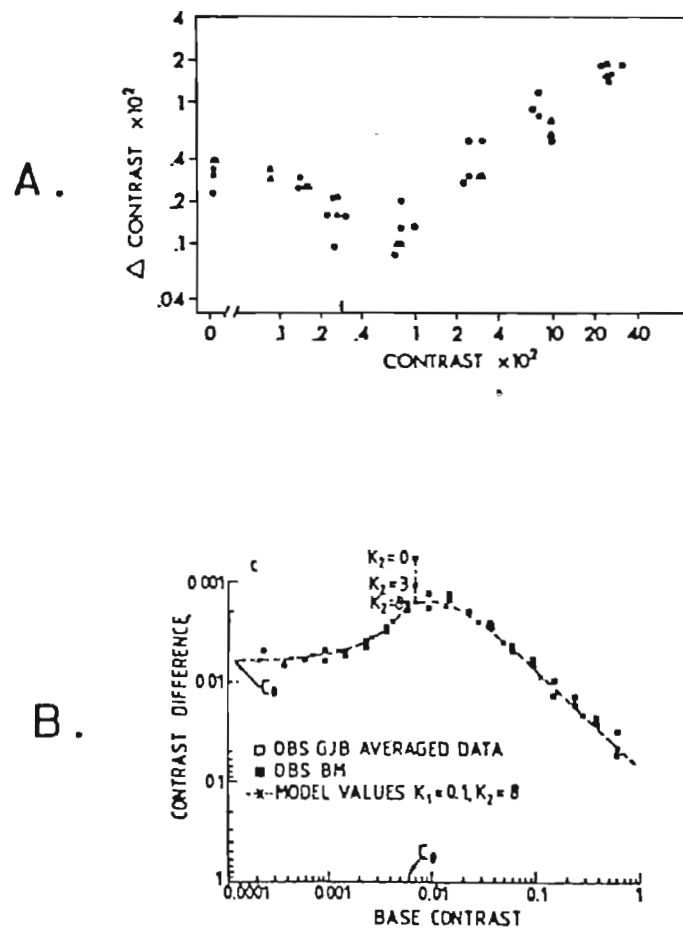 A.
4
2
1
.4
.2
.1
.04
Δ CONTRAST ×10²
0 .1 .2 .4 1 2 4 10 20 40
CONTRAST ×10²
B.
C
K₂=0
K₂=3
K₂=8
0.001
0.01
0.1
1
CONTRAST DIFFERENCE
C₀
□ OBS GJB AVERAGED DATA
■ OBS BM
--×-- MODEL VALUES K₁=0.1, K₂=8
C₀
0.0001 0.001 0.01 0.1 1
BASE CONTRAST